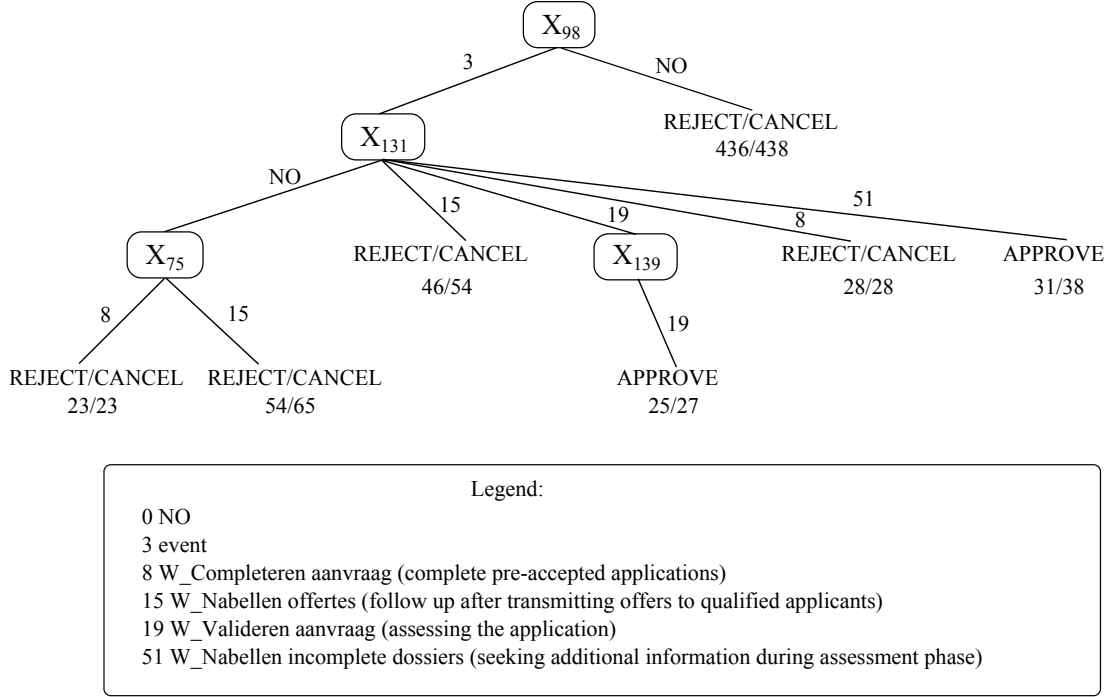 X98
3
NO
REJECT/CANCEL
436/438
X131
NO
15
19
8
51
X75
REJECT/CANCEL
46/54
X139
REJECT/CANCEL
28/28
APPROVE
31/38
8
15
19
REJECT/CANCEL
23/23
REJECT/CANCEL
54/65
APPROVE
25/27
Legend:
0 NO
3 event
8 W_Completeren aanvraag (complete pre-accepted applications)
15 W_Nabellen offertes (follow up after transmitting offers to qualified applicants)
19 W_Valideren aanvraag (assessing the application)
51 W_Nabellen incomplete dossiers (seeking additional information during assessment phase)